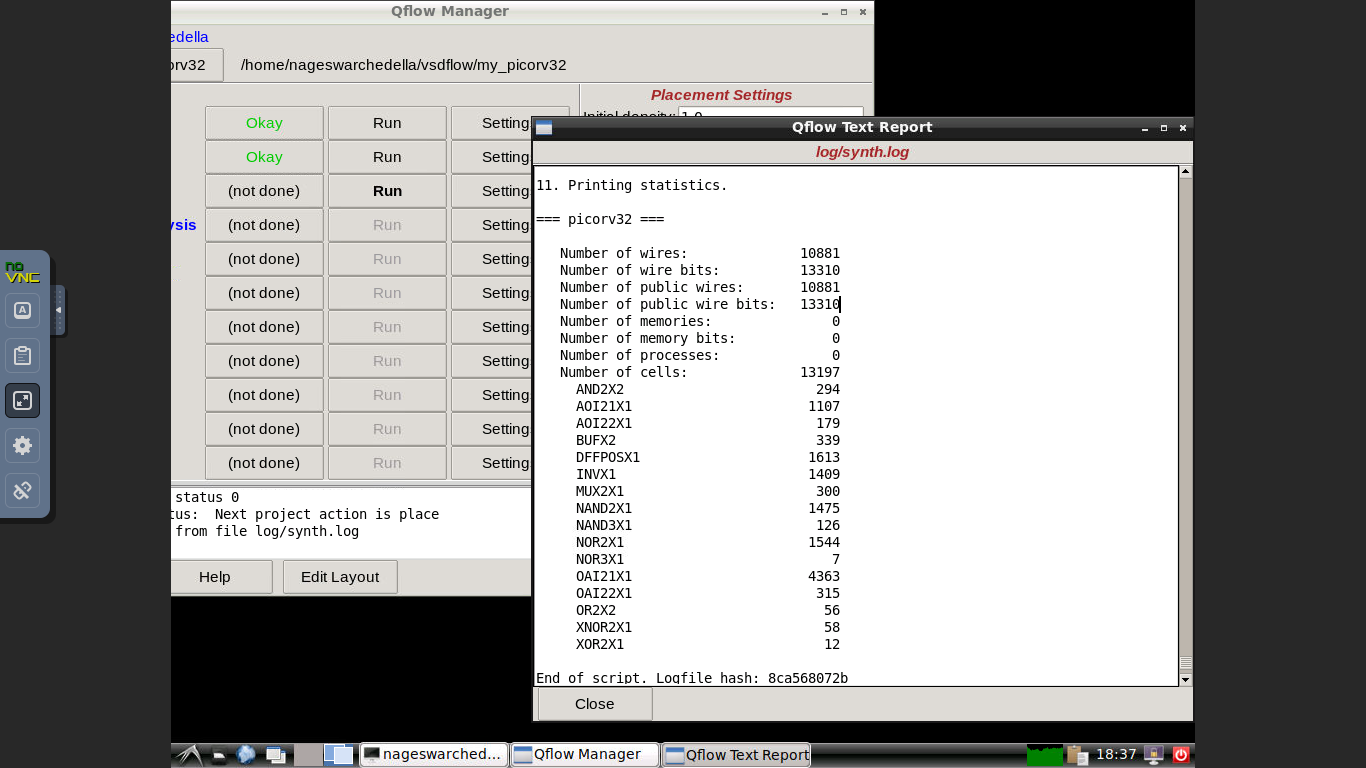 Qflow Manager
edella
orv32 /home/nageswarchedella/vsdflow/my_picorv32
Placement Settings
Initial density: 1.0
Okay Run Setting
Okay Run Setting
(not done) Run Setting
ysis (not done) Run Setting
(not done) Run Setting
(not done) Run Setting
(not done) Run Setting
(not done) Run Setting
(not done) Run Setting
(not done) Run Setting
(not done) Run Setting
status 0
tus:  Next project action is place
from file log/synth.log
Help Edit Layout
Qflow Text Report
log/synth.log
11. Printing statistics.
=== picorv32 ===
Number of wires: 10881
Number of wire bits: 13310
Number of public wires: 10881
Number of public wire bits: 13310
Number of memories: 0
Number of memory bits: 0
Number of processes: 0
Number of cells: 13197
AND2X2 294
AOI21X1 1107
AOI22X1 179
BUFX2 339
DFFPOSX1 1613
INVX1 1409
MUX2X1 300
NAND2X1 1475
NAND3X1 126
NOR2X1 1544
NOR3X1 7
OAI21X1 4363
OAI22X1 315
OR2X2 56
XNOR2X1 58
XOR2X1 12
End of script. Logfile hash: 8ca568072b
Close
no
VNC
A
nageswarched... Qflow Manager Qflow Text Report 18:37